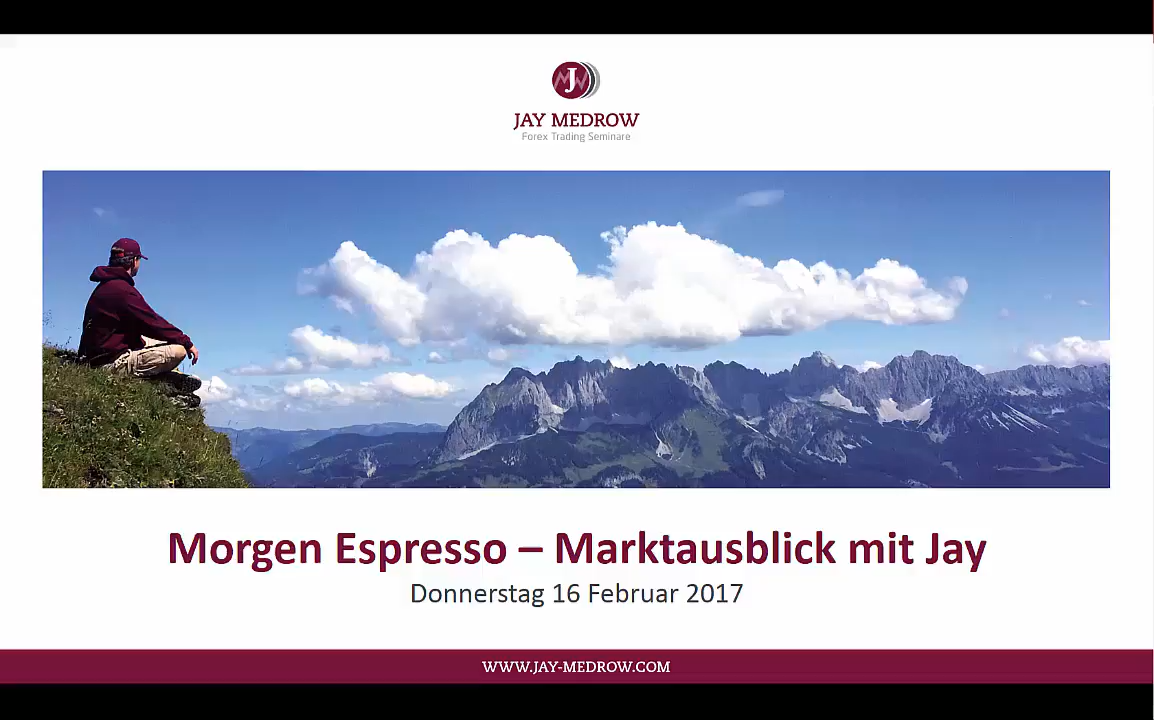 J
JAY MEDROW
Forex Trading Seminare
Morgen Espresso – Marktausblick mit Jay
Donnerstag 16 Februar 2017
WWW.JAY-MEDROW.COM